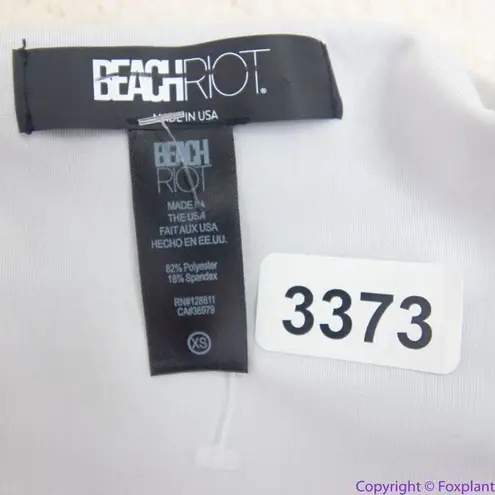 BEACHRIOT®
MADE IN USA
BEACH
RIOT
MADE IN
THE USA
FAIT AUX USA
HECHO EN EE.UU.
82% Polyester
18% Spandex
RN#128611
CA#36979
XS
3373
Copyright © Foxplant